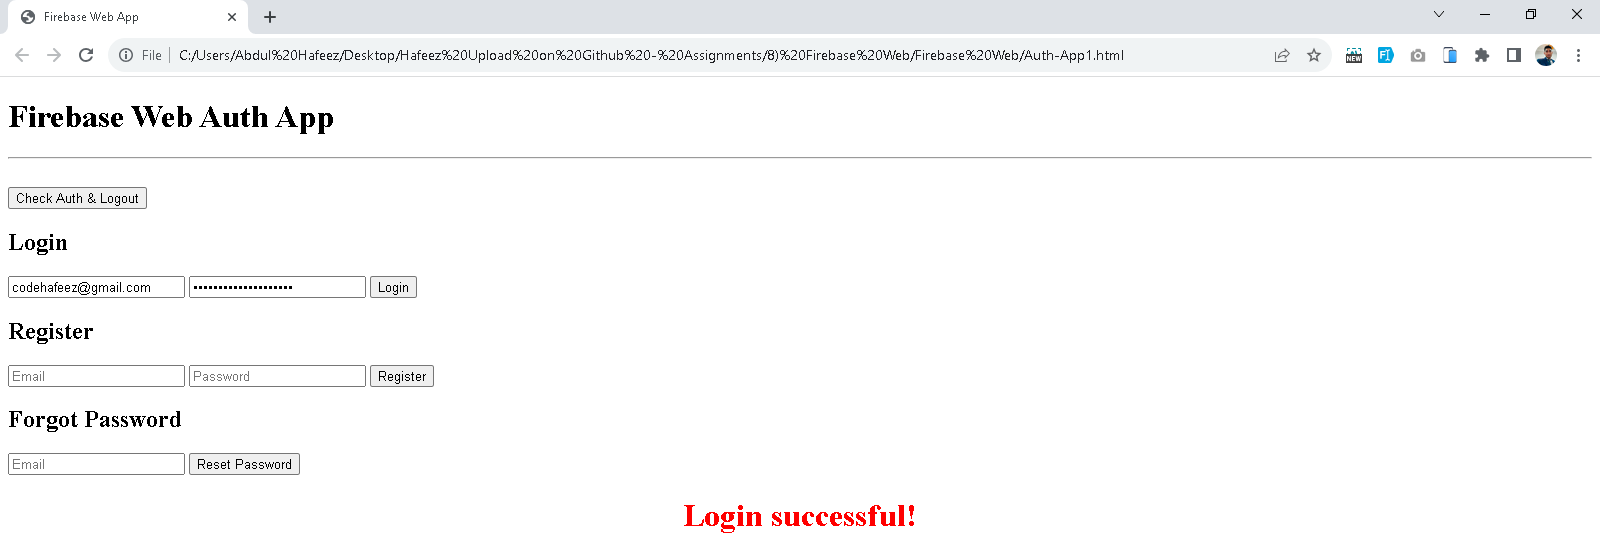 Firebase Web App
File C:/Users/Abdul%20Hafeez/Desktop/Hafeez%20Upload%20on%20Github%20-%20Assignments/8)%20Firebase%20Web/Firebase%20Web/Auth-App1.html
NEW
Firebase Web Auth App
Check Auth & Logout
Login
codehafeez@gmail.com •••••••••••••••••••• Login
Register
Email Password Register
Forgot Password
Email Reset Password
Login successful!